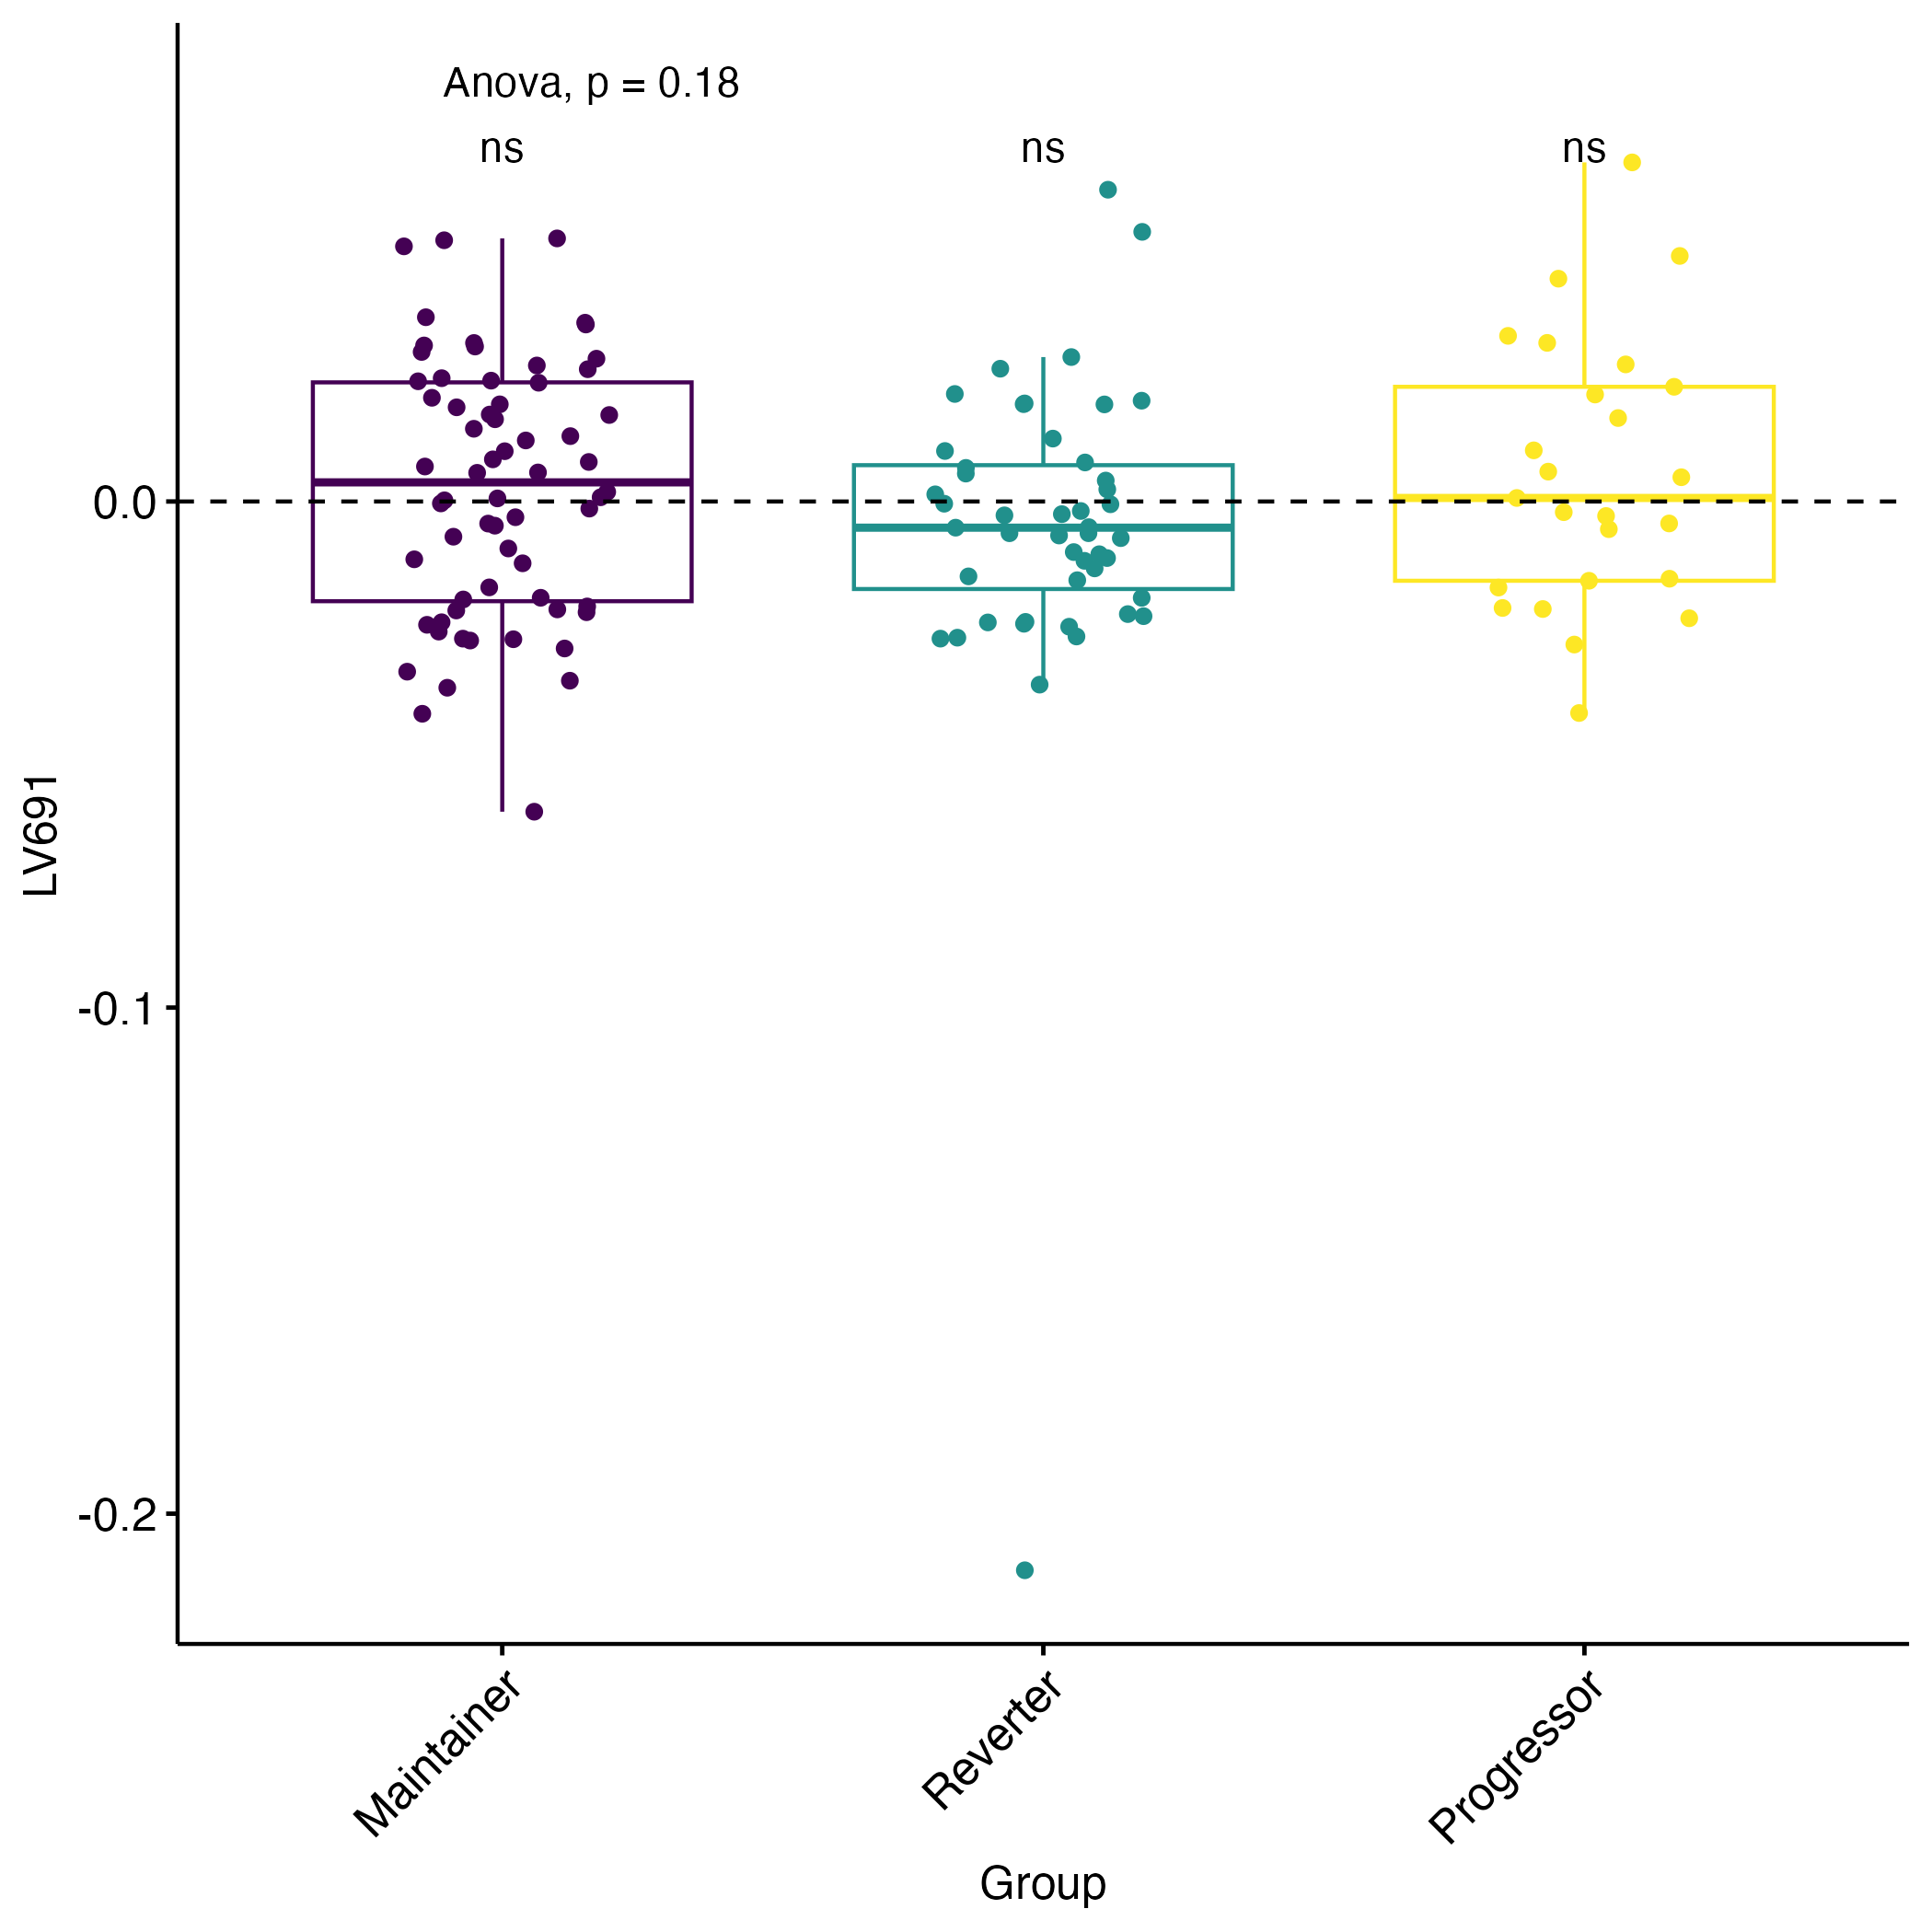 Anova, p = 0.18
ns ns ns
0.0
-0.1
-0.2
LV691
Maintainer Reverter Progressor
Group